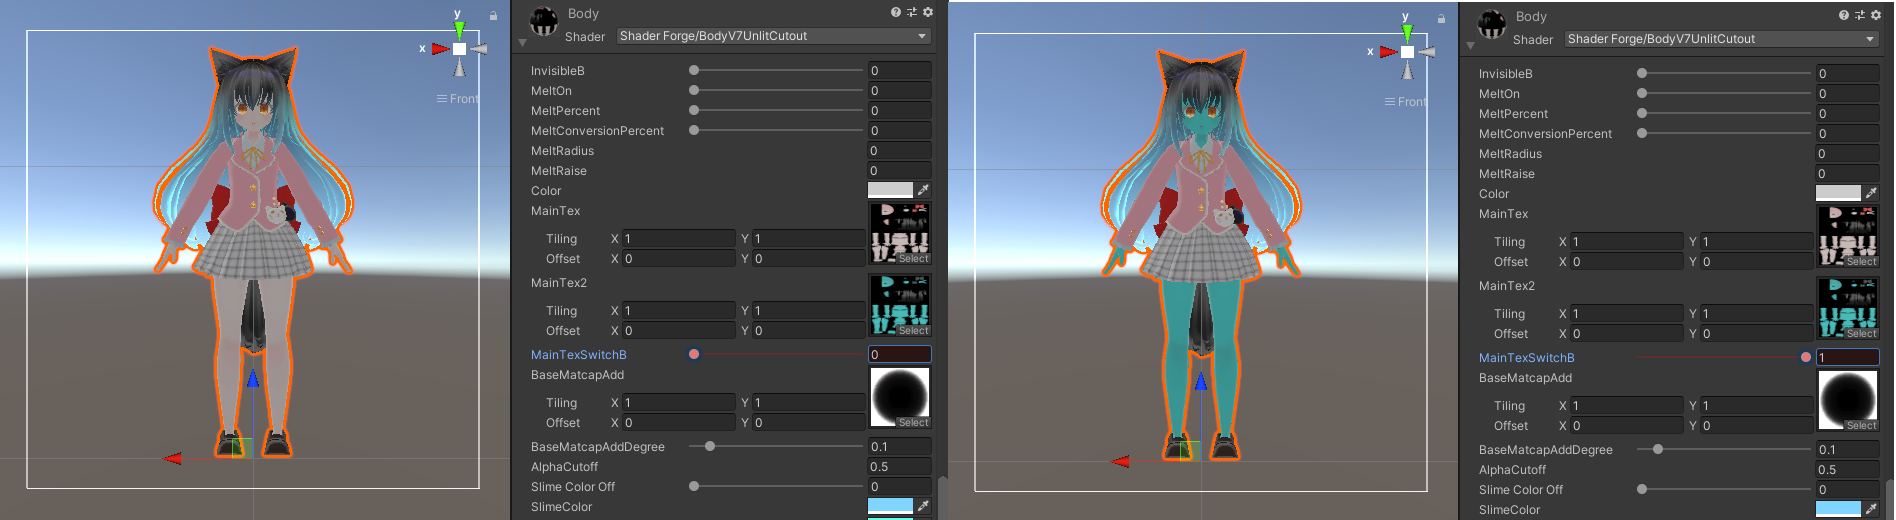 y
x
Front
Body
Shader Shader Forge/BodyV7UnlitCutout
InvisibleB 0
MeltOn 0
MeltPercent 0
MeltConversionPercent 0
MeltRadius 0
MeltRaise 0
Color
MainTex
Tiling X 1 Y 1
Offset X 0 Y 0
Select
MainTex2
Tiling X 1 Y 1
Offset X 0 Y 0
Select
MainTexSwitchB 0
BaseMatcapAdd
Tiling X 1 Y 1
Offset X 0 Y 0
Select
BaseMatcapAddDegree 0.1
AlphaCutoff 0.5
Slime Color Off 0
SlimeColor
y
x
Front
Body
Shader Shader Forge/BodyV7UnlitCutout
InvisibleB 0
MeltOn 0
MeltPercent 0
MeltConversionPercent 0
MeltRadius 0
MeltRaise 0
Color
MainTex
Tiling X 1 Y 1
Offset X 0 Y 0
Select
MainTex2
Tiling X 1 Y 1
Offset X 0 Y 0
Select
MainTexSwitchB 1
BaseMatcapAdd
Tiling X 1 Y 1
Offset X 0 Y 0
Select
BaseMatcapAddDegree 0.1
AlphaCutoff 0.5
Slime Color Off 0
SlimeColor